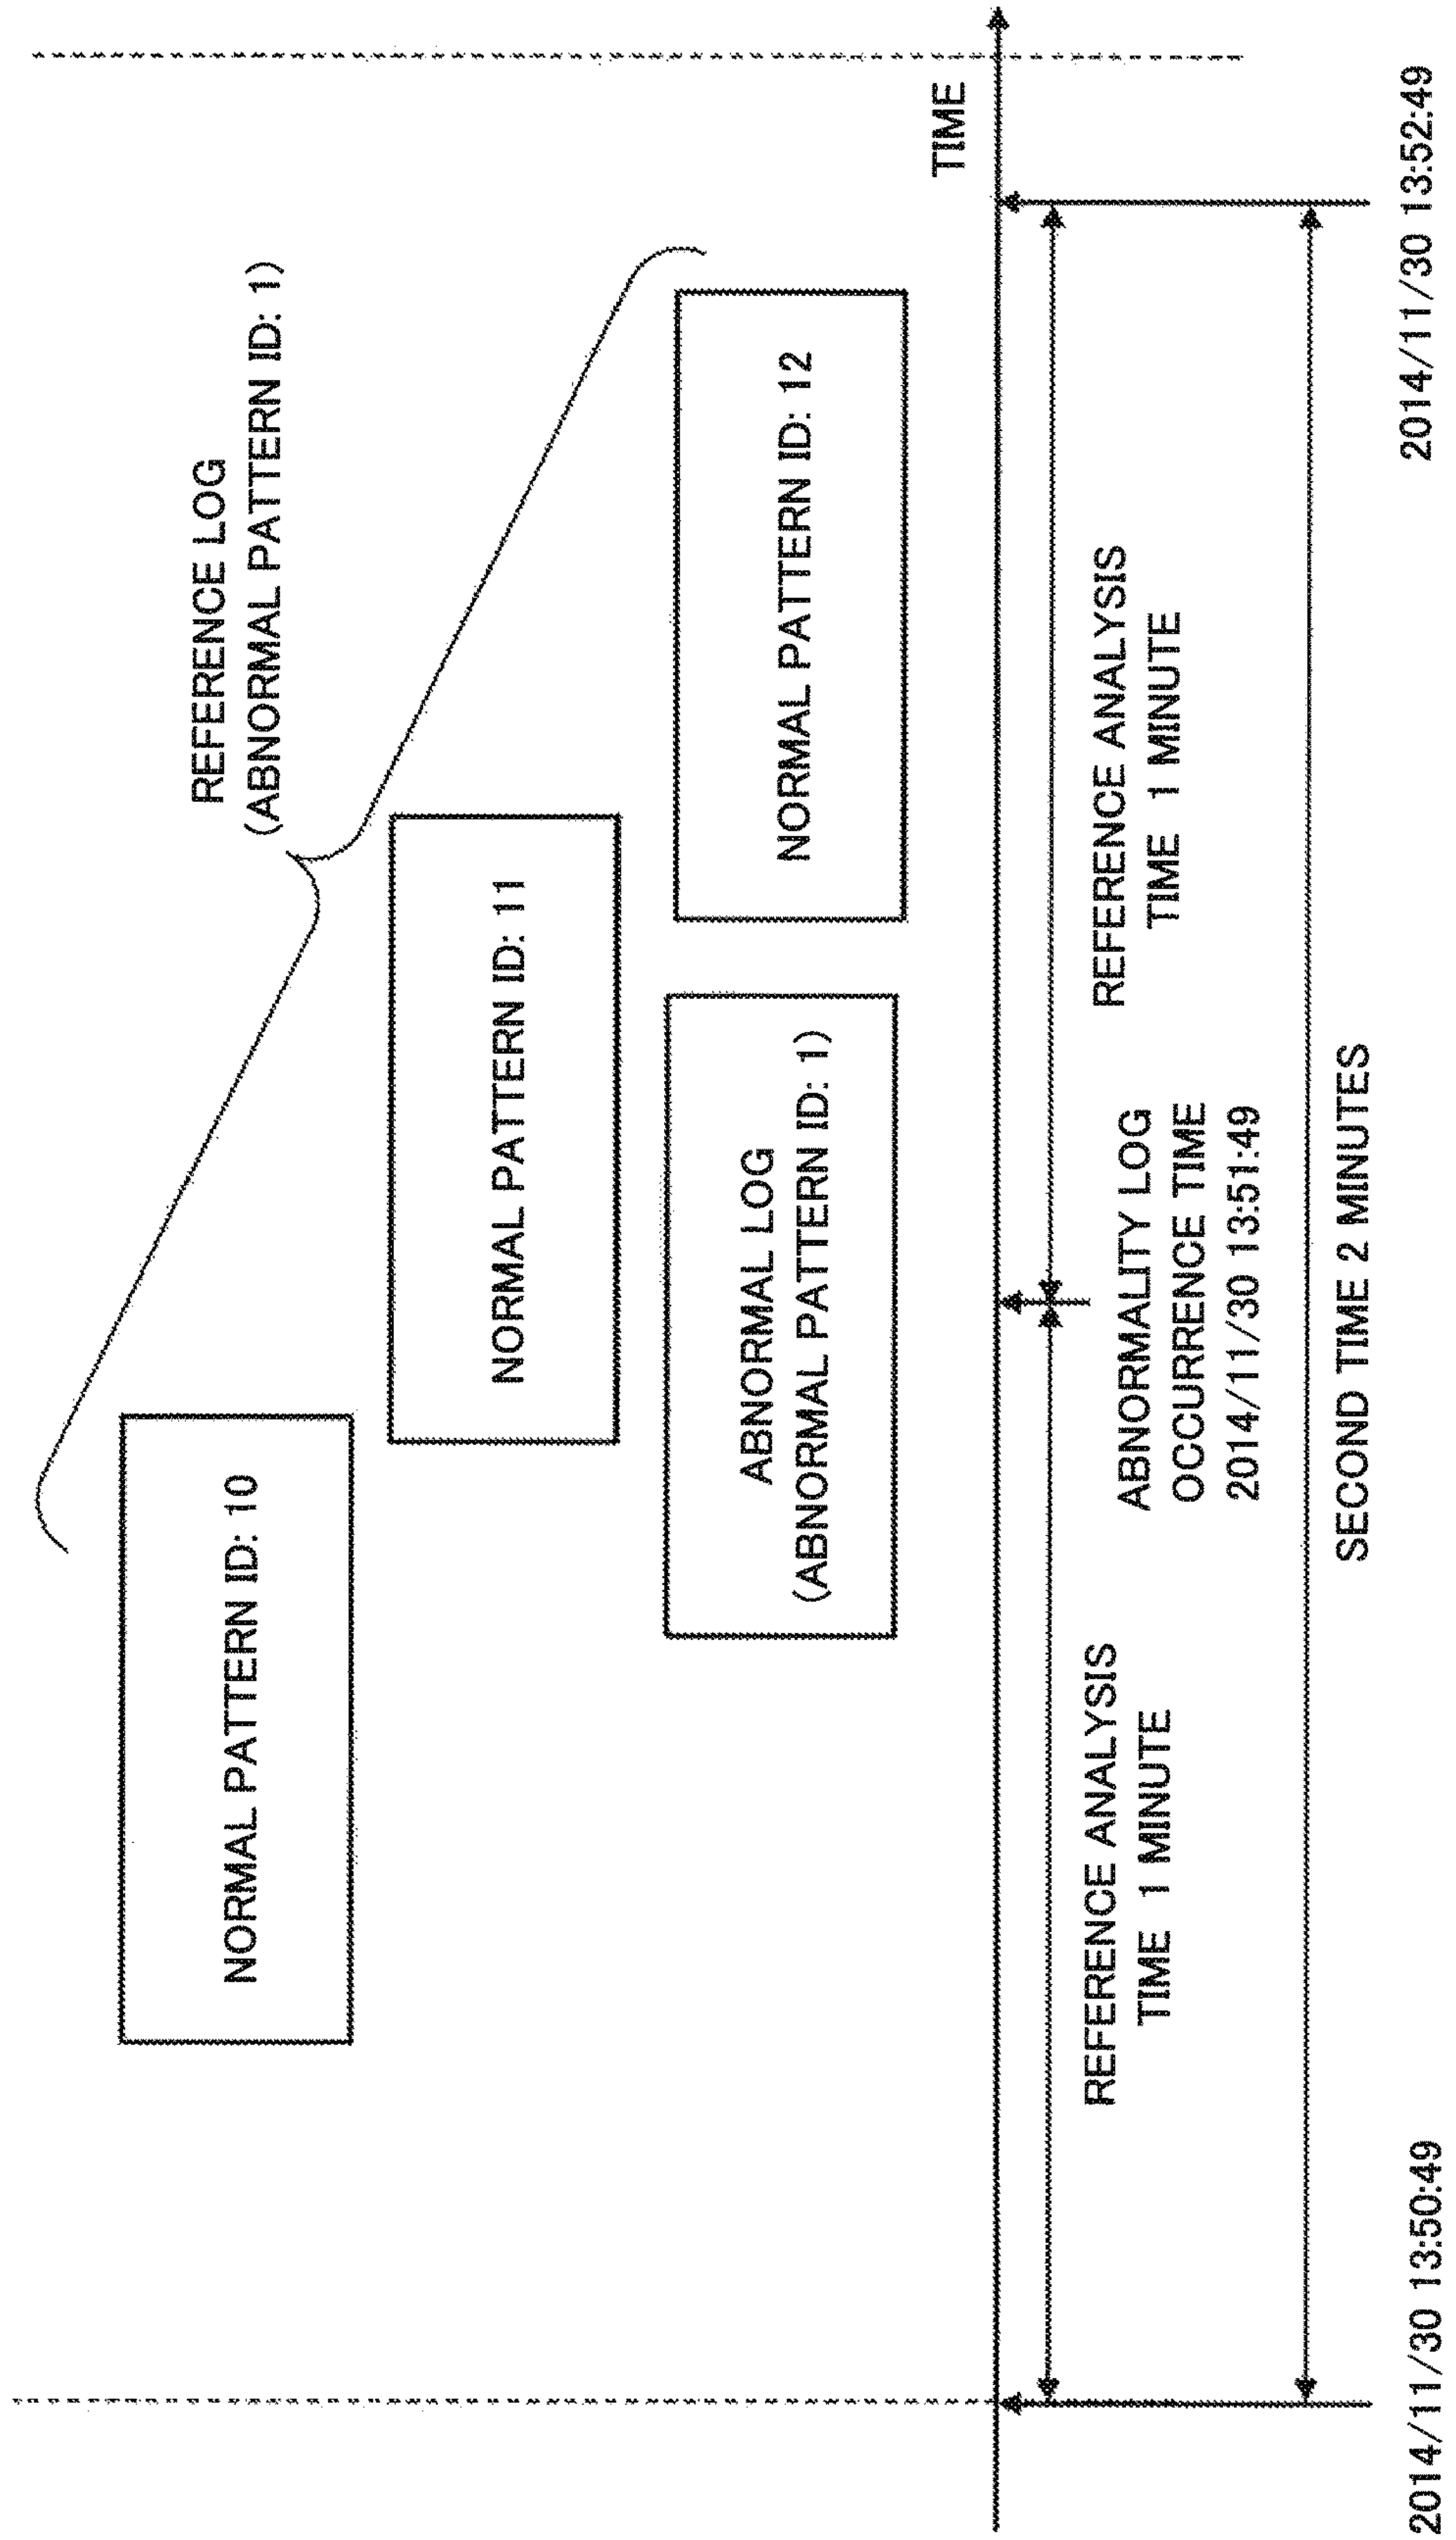 REFERENCE LOG
(ABNORMAL PATTERN ID: 1)
NORMAL PATTERN ID: 10
NORMAL PATTERN ID: 11
ABNORMAL LOG
(ABNORMAL PATTERN ID: 1)
NORMAL PATTERN ID: 12
TIME
REFERENCE ANALYSIS
TIME 1 MINUTE
ABNORMALITY LOG
OCCURRENCE TIME
2014/11/30 13:51:49
REFERENCE ANALYSIS
TIME 1 MINUTE
SECOND TIME 2 MINUTES
2014/11/30 13:50:49
2014/11/30 13:52:49